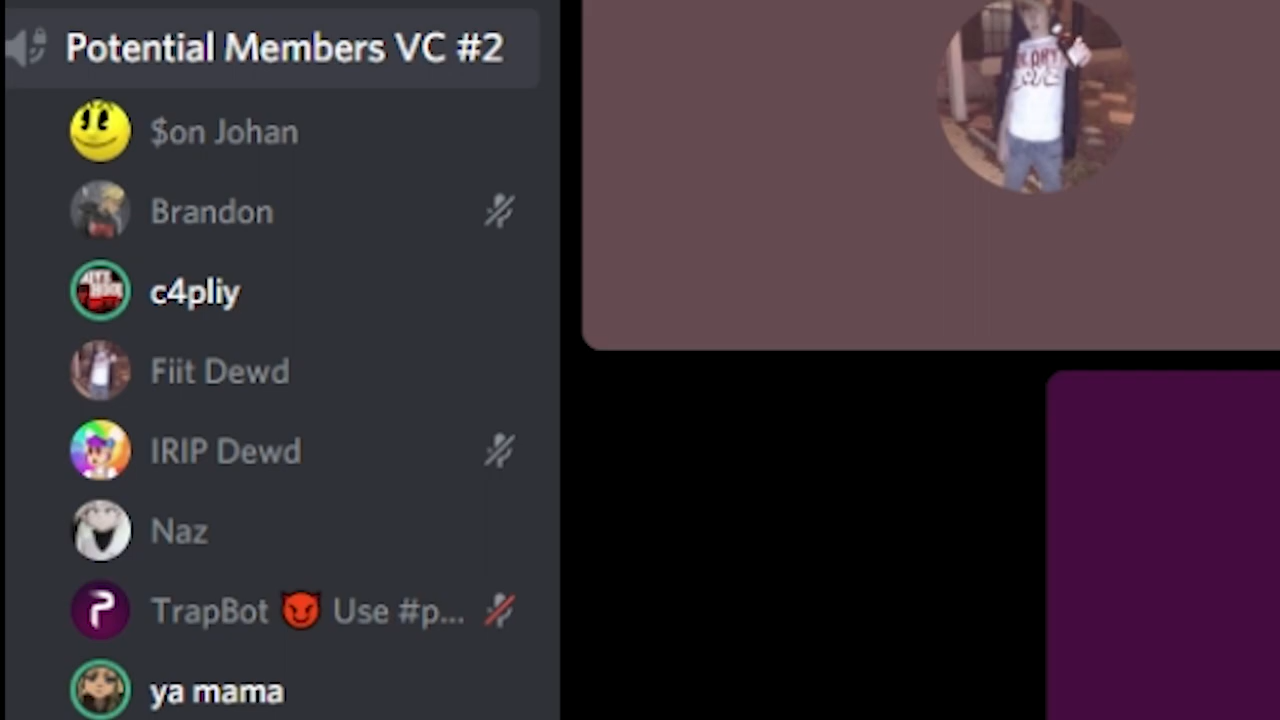 Potential Members VC #2
$on Johan
Brandon
c4pliy
Fiit Dewd
IRIP Dewd
Naz
TrapBot 😈 Use #p...
ya mama